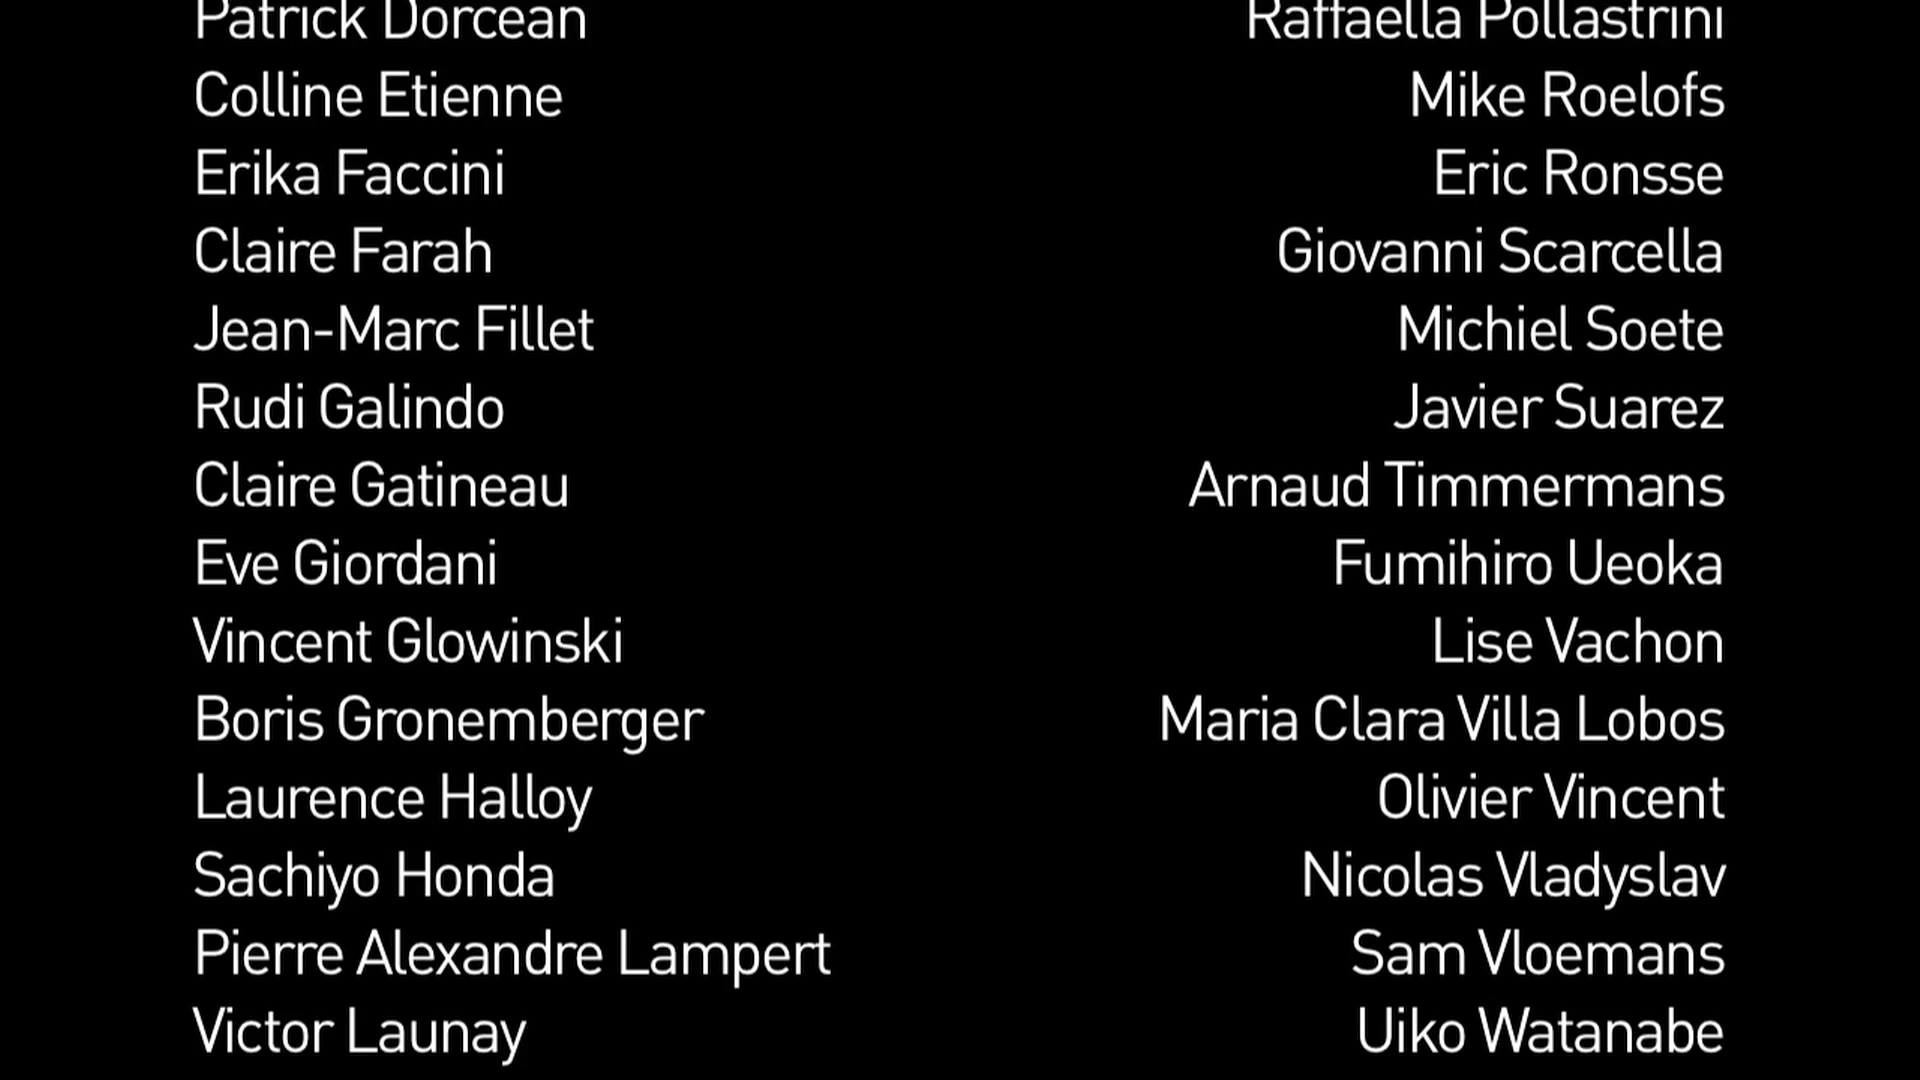 Patrick Dorcean
Colline Etienne
Erika Faccini
Claire Farah
Jean-Marc Fillet
Rudi Galindo
Claire Gatineau
Eve Giordani
Vincent Glowinski
Boris Gronemberger
Laurence Halloy
Sachiyo Honda
Pierre Alexandre Lampert
Victor Launay
Raffaella Pollastrini
Mike Roelofs
Eric Ronsse
Giovanni Scarcella
Michiel Soete
Javier Suarez
Arnaud Timmermans
Fumihiro Ueoka
Lise Vachon
Maria Clara Villa Lobos
Olivier Vincent
Nicolas Vladyslav
Sam Vloemans
Uiko Watanabe